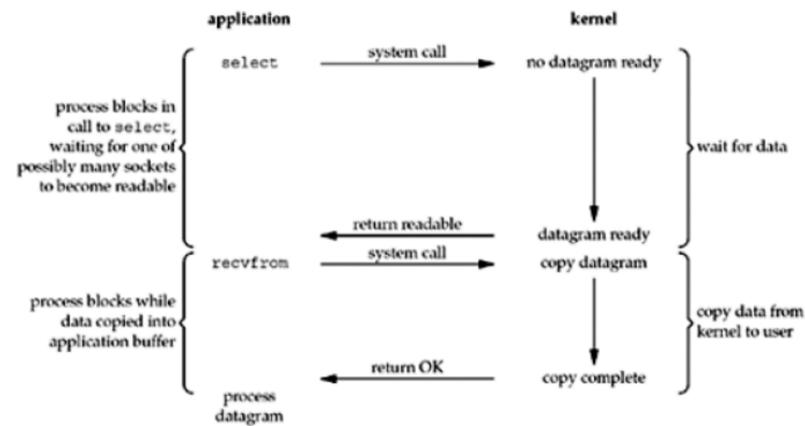 application
kernel
select
system call
no datagram ready
process blocks in
call to select,
waiting for one of
possibly many sockets
to become readable
wait for data
return readable
datagram ready
recvfrom
system call
copy datagram
process blocks while
data copied into
application buffer
copy data from
kernel to user
return OK
copy complete
process
datagram